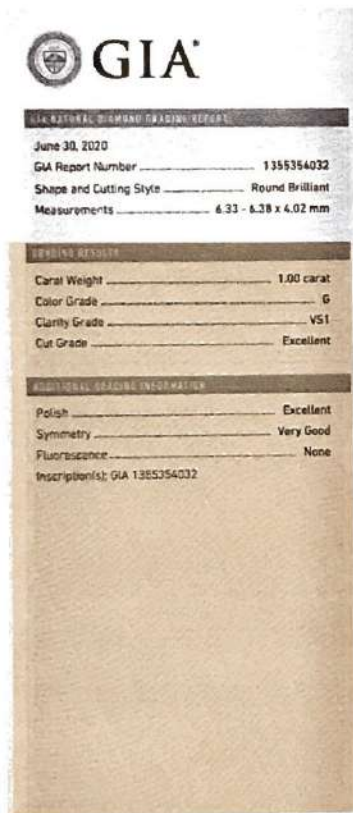 GIA
GIA NATURAL DIAMOND GRADING REPORT
June 30, 2020
GIA Report Number 1355354032
Shape and Cutting Style Round Brilliant
Measurements 6.33 - 6.38 x 4.02 mm
GRADING RESULTS
Carat Weight 1.00 carat
Color Grade G
Clarity Grade VS1
Cut Grade Excellent
ADDITIONAL GRADING INFORMATION
Polish Excellent
Symmetry Very Good
Fluorescence None
Inscription(s): GIA 1355354032